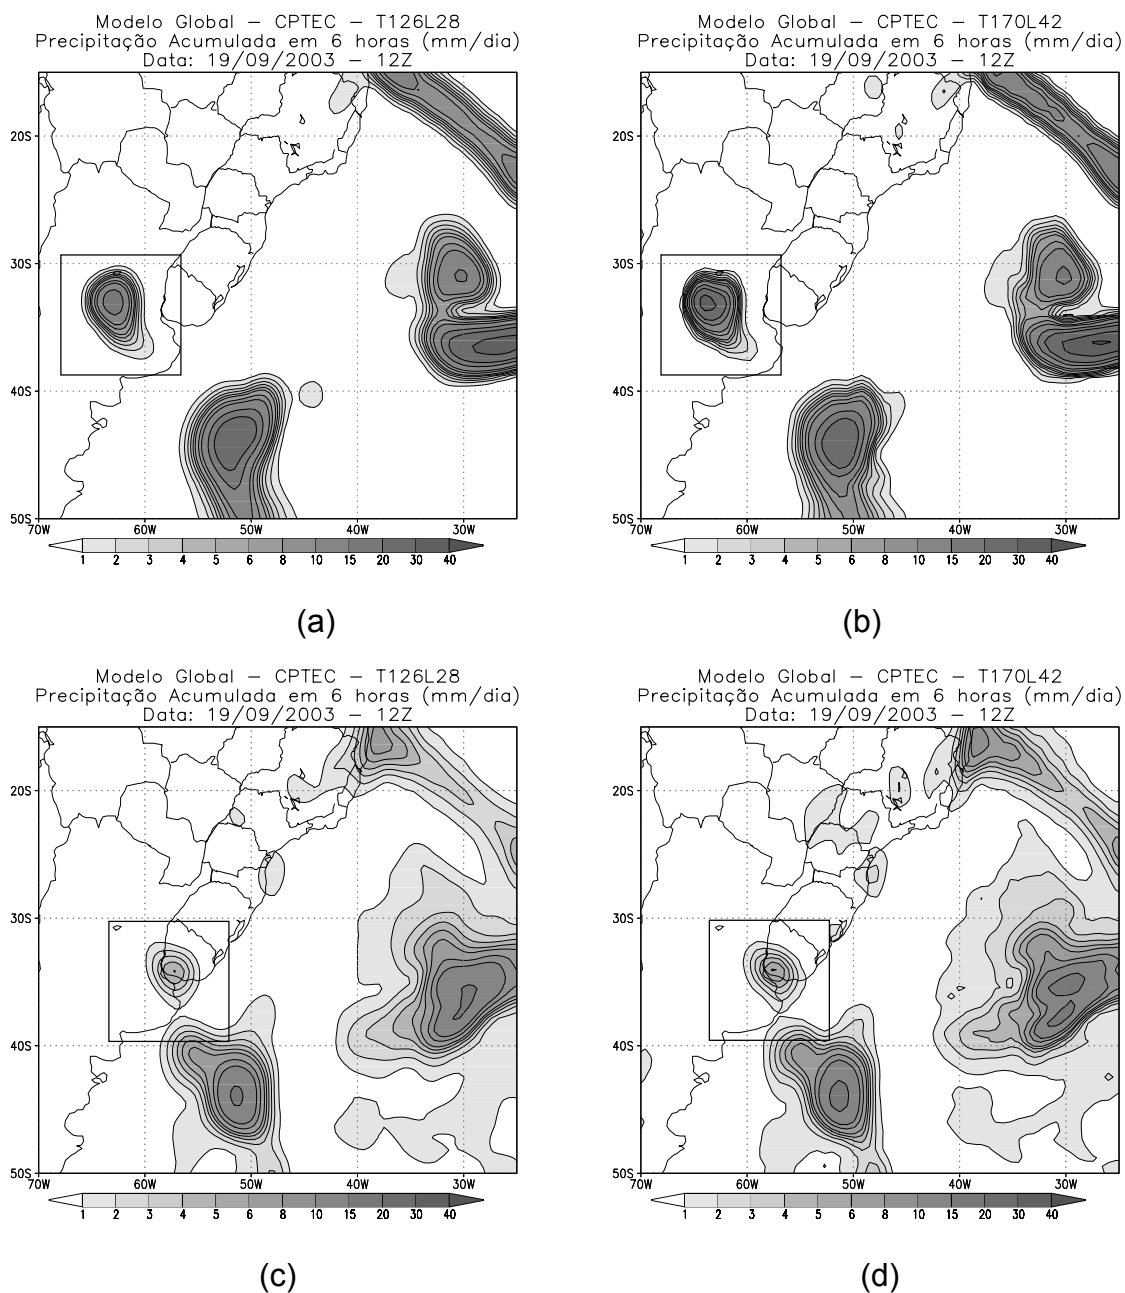 Modelo Global — CPTEC — T126L28
Precipitação Acumulada em 6 horas (mm/dia)
Data: 19/09/2003 — 12Z
20S
30S
40S
50S
70W 60W 50W 40W 30W
1 2 3 4 5 6 8 10 15 20 30 40
(a)
Modelo Global — CPTEC — T170L42
Precipitação Acumulada em 6 horas (mm/dia)
Data: 19/09/2003 — 12Z
20S
30S
40S
50S
70W 60W 50W 40W 30W
1 2 3 4 5 6 8 10 15 20 30 40
(b)
Modelo Global — CPTEC — T126L28
Precipitação Acumulada em 6 horas (mm/dia)
Data: 19/09/2003 — 12Z
20S
30S
40S
50S
70W 60W 50W 40W 30W
1 2 3 4 5 6 8 10 15 20 30 40
(c)
Modelo Global — CPTEC — T170L42
Precipitação Acumulada em 6 horas (mm/dia)
Data: 19/09/2003 — 12Z
20S
30S
40S
50S
70W 60W 50W 40W 30W
1 2 3 4 5 6 8 10 15 20 30 40
(d)